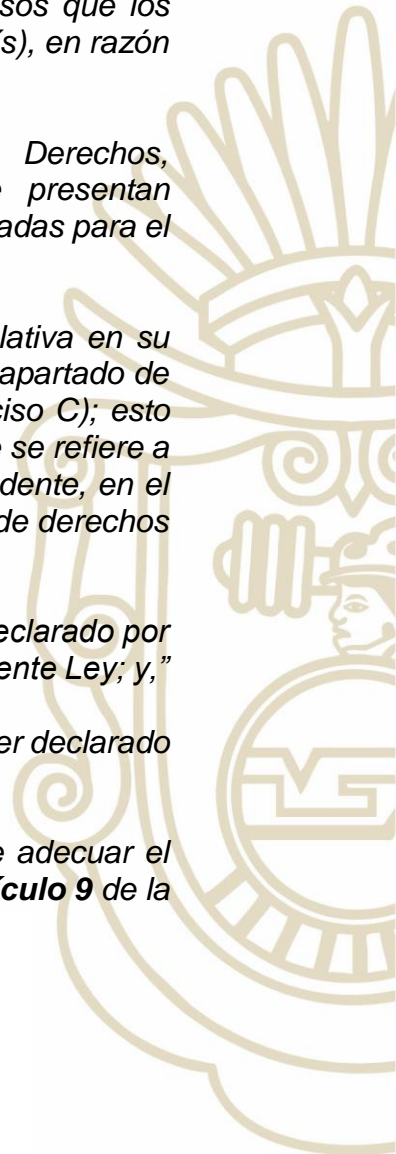 sos que los
(s), en razón
Derechos,
presentan
adas para el
lativa en su
apartado de
ciso C); esto
e se refiere a
dente, en el
de derechos
eclarado por
ente Ley; y,”
er declarado
e adecuar el
ículo 9 de la